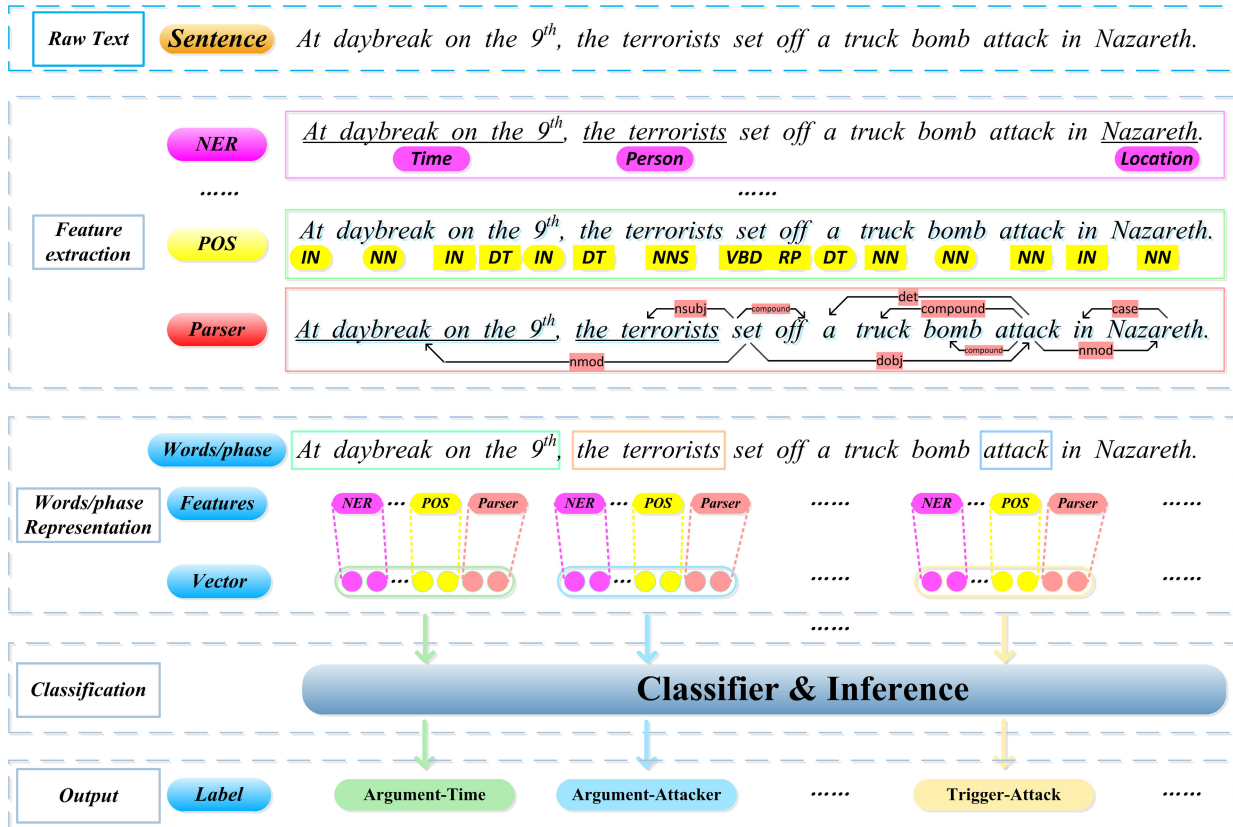 Raw Text Sentence At daybreak on the 9th, the terrorists set off a truck bomb attack in Nazareth.
NER At daybreak on the 9th, the terrorists set off a truck bomb attack in Nazareth.
Time Person Location
...... ......
Feature extraction
POS At daybreak on the 9th, the terrorists set off a truck bomb attack in Nazareth.
IN NN IN DT IN DT NNS VBD RP DT NN NN NN IN NN
det
nsubj compound compound case
Parser At daybreak on the 9th, the terrorists set off a truck bomb attack in Nazareth.
nmod dobj compound nmod
Words/phase At daybreak on the 9th, the terrorists set off a truck bomb attack in Nazareth.
Words/phase Representation
Features NER ... POS Parser NER ... POS Parser ...... NER ... POS Parser ......
Vector ... ... ...... ... ......
......
Classification Classifier & Inference
Output Label Argument-Time Argument-Attacker ...... Trigger-Attack ......